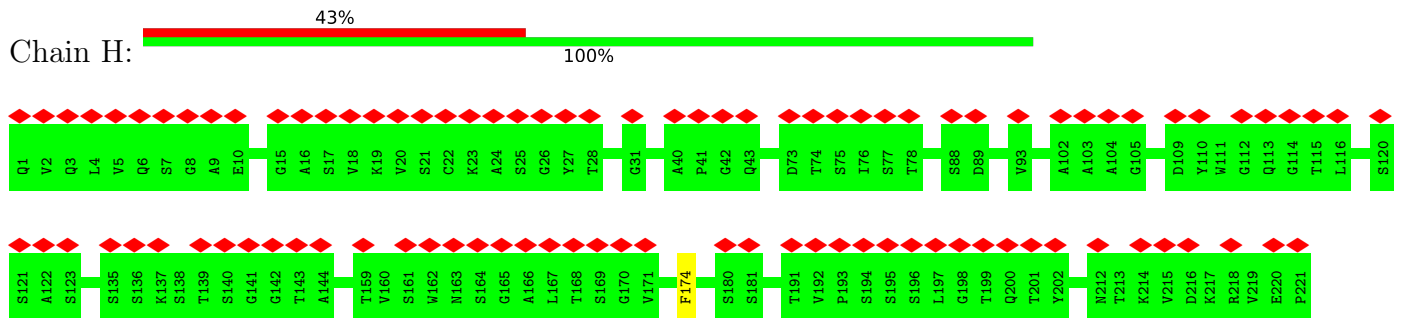 43%
Chain H:
100%
Q1 V2 Q3 L4 V5 Q6 S7 G8 A9 E10 G15 A16 S17 V18 K19 V20 S21 C22 K23 A24 S25 G26 Y27 T28 G31 A40 P41 G42 Q43 D73 T74 S75 I76 S77 T78 S88 D89 V93 A102 A103 A104 G105 D109 Y110 W111 G112 Q113 G114 T115 L116 S120
S121 A122 S123 S135 S136 K137 S138 T139 S140 G141 G142 T143 A144 T159 V160 S161 W162 N163 S164 G165 A166 L167 T168 S169 G170 V171 F174 S180 S181 T191 V192 P193 S194 S195 S196 L197 G198 T199 Q200 T201 Y202 N212 T213 K214 V215 D216 K217 R218 V219 E220 P221